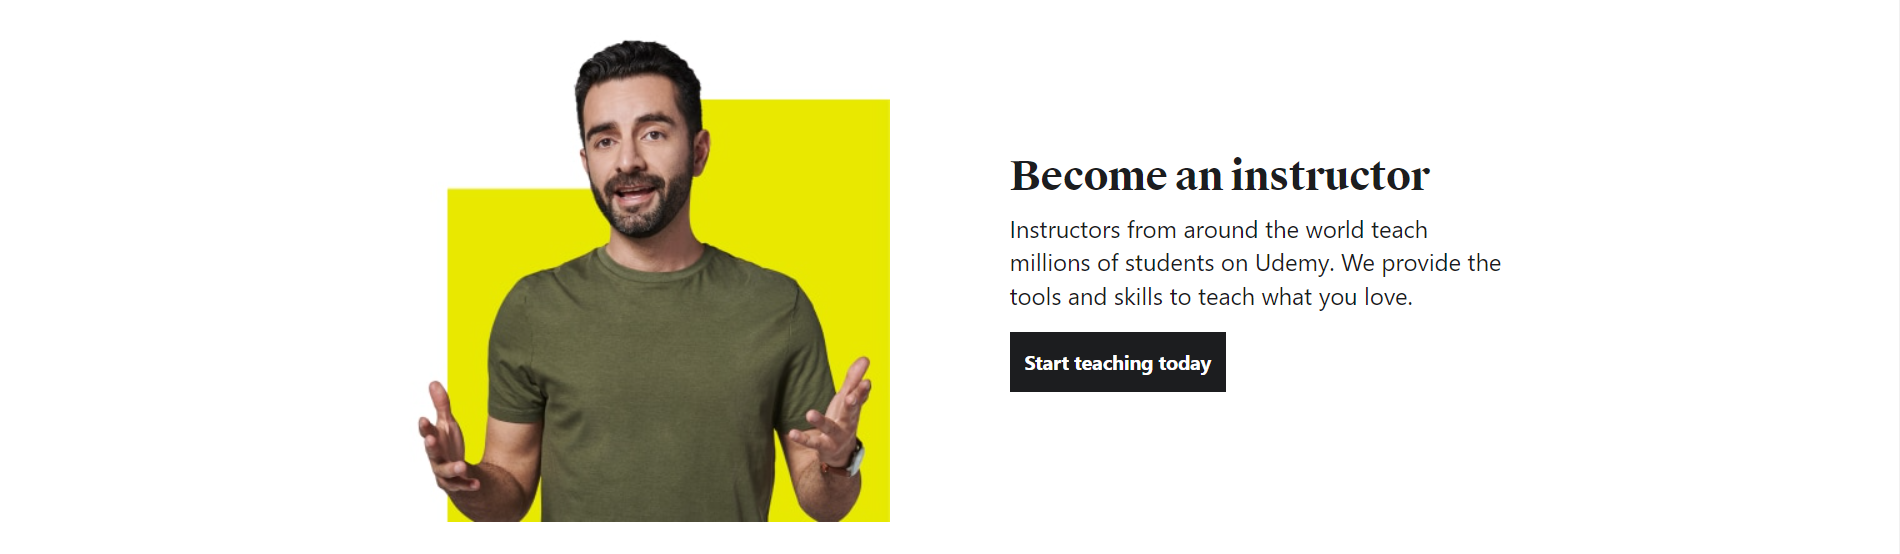 Become an instructor
Instructors from around the world teach
millions of students on Udemy. We provide the
tools and skills to teach what you love.
Start teaching today